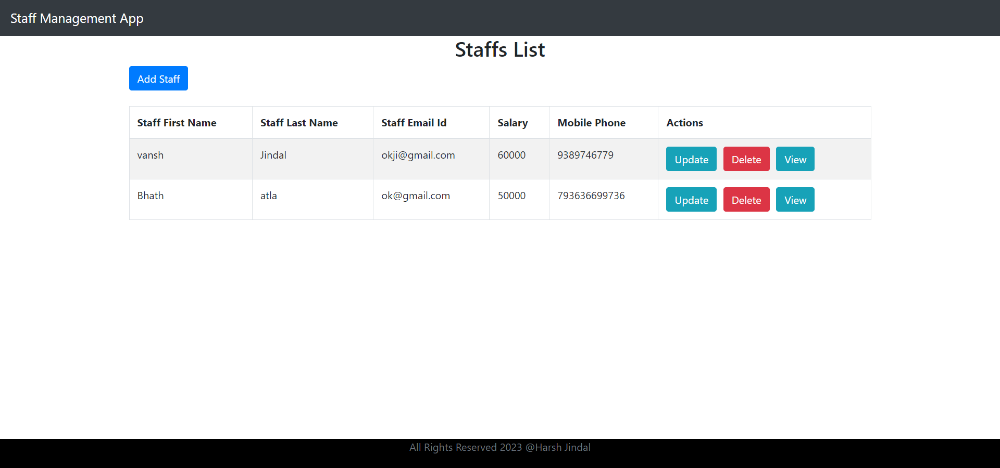 Staff Management App
Staffs List
Add Staff
Staff First Name Staff Last Name Staff Email Id Salary Mobile Phone Actions
vansh Jindal okji@gmail.com 60000 9389746779 Update Delete View
Bhath atla ok@gmail.com 50000 793636699736 Update Delete View
All Rights Reserved 2023 @Harsh Jindal